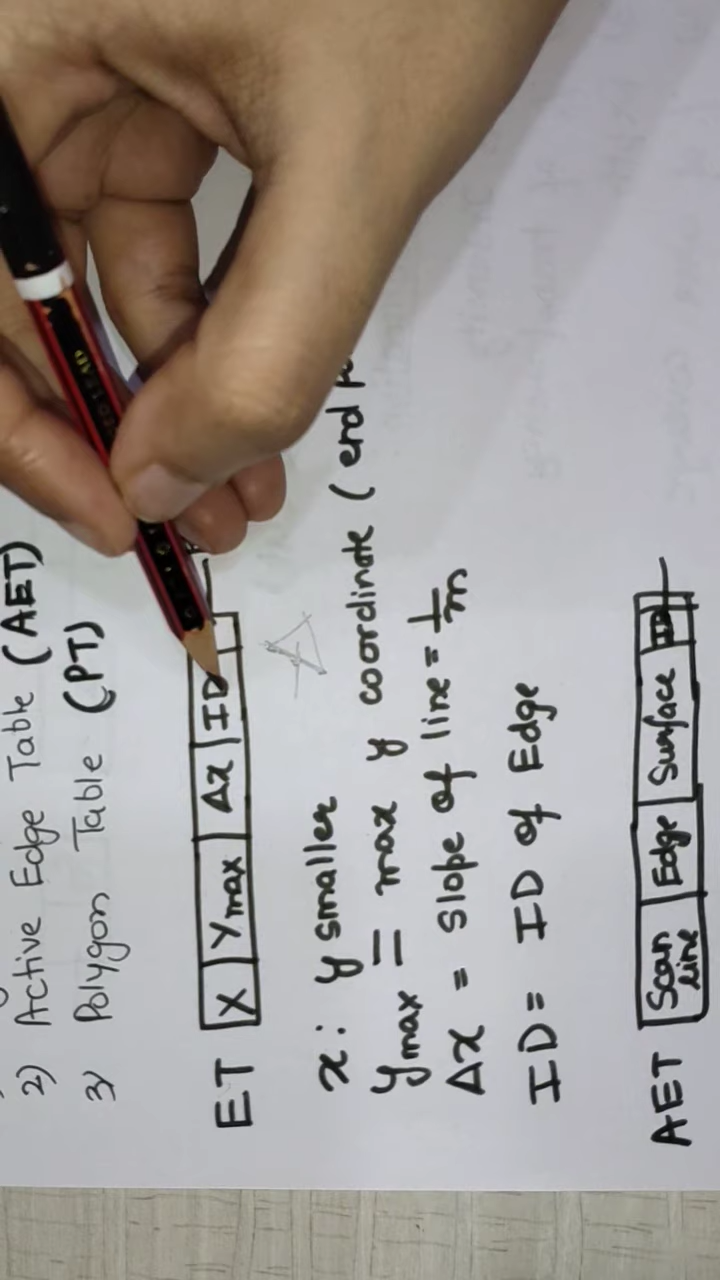 2) Active Edge Table (AET)
3) Polygon Table (PT)
ET X Ymax Δx ID
x: y smaller
Ymax = max y coordinate (end
Δx = slope of line = 1/m
ID = ID of Edge
AET Scan line Edge Surface ID